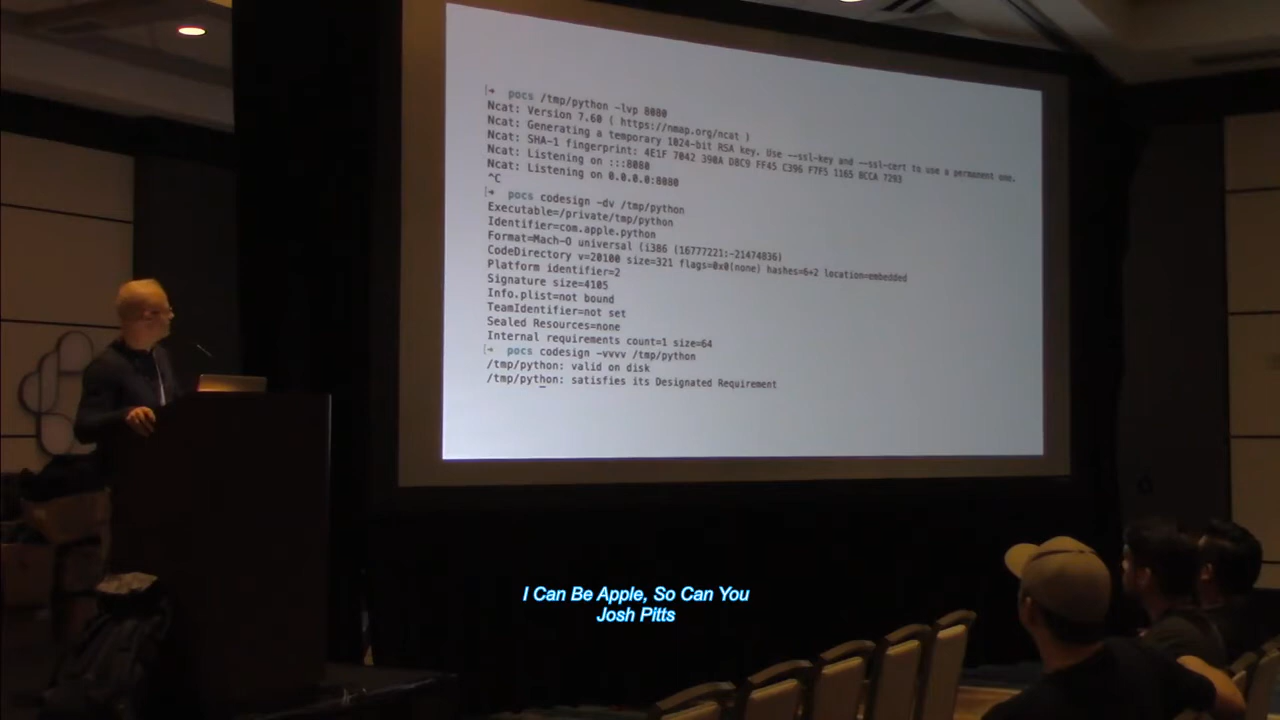 ➜ pocs /tmp/python -lvp 8080
Ncat: Version 7.60 ( https://nmap.org/ncat )
Ncat: Generating a temporary 1024-bit RSA key. Use --ssl-key and --ssl-cert to use a permanent one.
Ncat: SHA-1 fingerprint: 4E1F 7042 390A D8C9 FF45 C396 F7F5 1165 8CCA 7293
Ncat: Listening on :::8080
Ncat: Listening on 0.0.0.0:8080
^C
➜ pocs codesign -dv /tmp/python
Executable=/private/tmp/python
Identifier=com.apple.python
Format=Mach-O universal (i386 (16777221:-21474836)
CodeDirectory v=20100 size=321 flags=0x0(none) hashes=6+2 location=embedded
Platform identifier=2
Signature size=4105
Info.plist=not bound
TeamIdentifier=not set
Sealed Resources=none
Internal requirements count=1 size=64
➜ pocs codesign -vvvv /tmp/python
/tmp/python: valid on disk
/tmp/python: satisfies its Designated Requirement
I Can Be Apple, So Can You
Josh Pitts